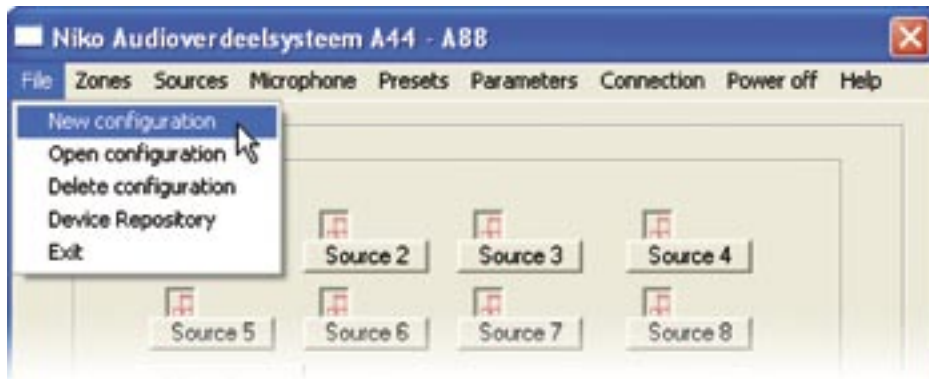 Niko Audioverdeelsysteem A44 - A88
File Zones Sources Microphone Presets Parameters Connection Power off Help
New configuration
Open configuration
Delete configuration
Device Repository
Exit
Source 2 Source 3 Source 4
Source 5 Source 6 Source 7 Source 8